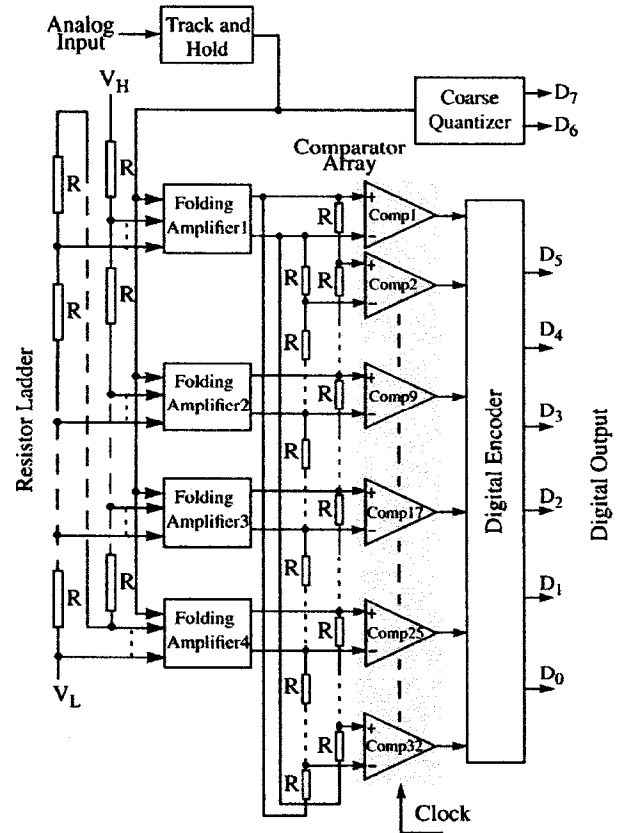 Analog
Input
Track and
Hold
V_H
Coarse
Quantizer
D_7
D_6
Comparator
Array
R
R
R
R
R
R
Resistor Ladder
Folding
Amplifier1
Folding
Amplifier2
Folding
Amplifier3
Folding
Amplifier4
R
R
R
R
R
R
R
R
R
R
R
R
+
−
Comp1
+
−
Comp2
+
−
Comp9
+
−
Comp17
+
−
Comp25
+
−
Comp32
Digital Encoder
D_5
D_4
D_3
D_2
D_1
D_0
Digital Output
V_L
Clock